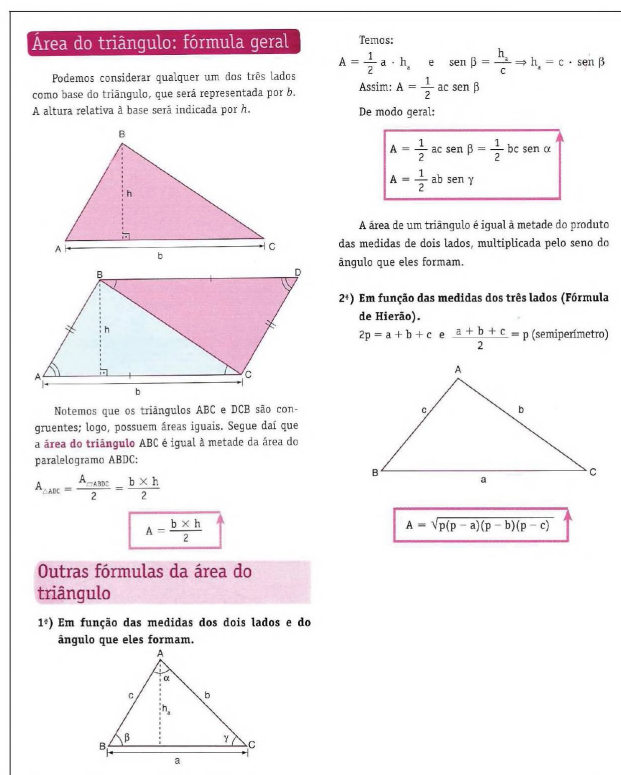 Área do triângulo: fórmula geral
Podemos considerar qualquer um dos três lados
como base do triângulo, que será representada por b.
A altura relativa à base será indicada por h.
B
h
A
C
b
B
D
h
A
C
b
Notemos que os triângulos ABC e DCB são con-
gruentes; logo, possuem áreas iguais. Segue daí que
a área do triângulo ABC é igual à metade da área do
paralelogramo ABDC:
A△ABC = A▱ABDC / 2 = b × h / 2
A = b × h / 2
Outras fórmulas da área do
triângulo
1º) Em função das medidas dos dois lados e do
ângulo que eles formam.
A
α
c
b
hₐ
B
β
γ
C
a
Temos:
A = 1/2 a · hₐ e sen β = hₐ/c ⇒ hₐ = c · sen β
Assim: A = 1/2 ac sen β
De modo geral:
A = 1/2 ac sen β = 1/2 bc sen α
A = 1/2 ab sen γ
A área de um triângulo é igual à metade do produto
das medidas de dois lados, multiplicada pelo seno do
ângulo que eles formam.
2º) Em função das medidas dos três lados (Fórmula
de Hierão).
2p = a + b + c e a + b + c / 2 = p (semiperímetro)
A
c
b
B
C
a
A = √p(p – a)(p – b)(p – c)